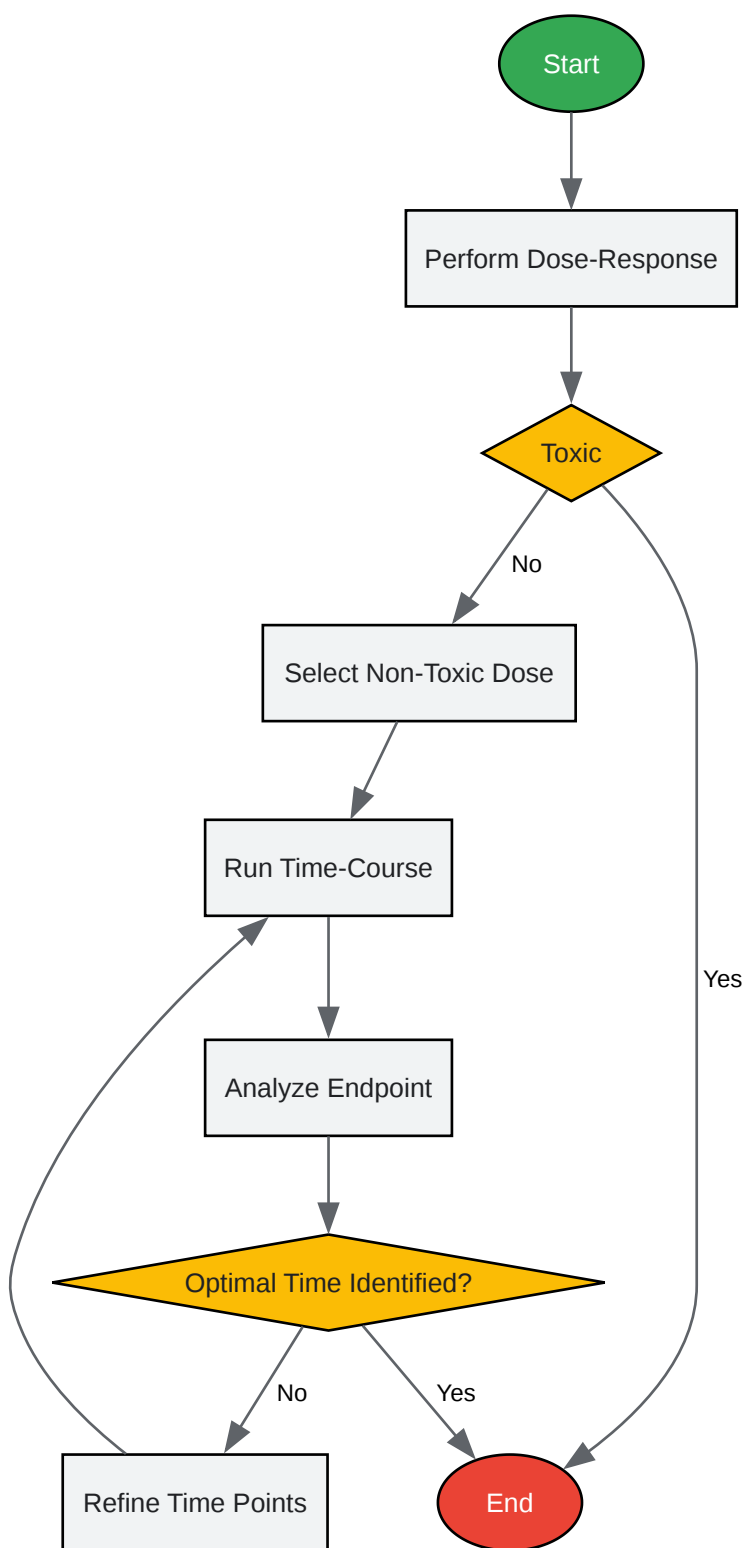 Start
Perform Dose-Response
Toxic
No
Select Non-Toxic Dose
Run Time-Course
Yes
Analyze Endpoint
Optimal Time Identified?
No
Yes
Refine Time Points
End